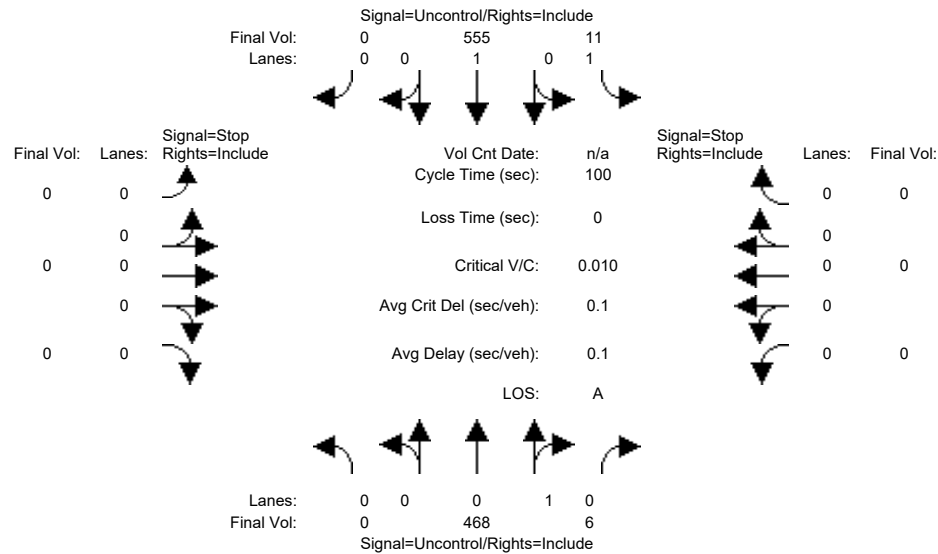 Signal=Uncontrol/Rights=Include
Final Vol: 0 555 11
Lanes: 0 0 1 0 1
Signal=Stop
Final Vol: Lanes: Rights=Include
Vol Cnt Date: n/a
Signal=Stop
Rights=Include Lanes: Final Vol:
Cycle Time (sec): 100
0 0
0 0
Loss Time (sec): 0
0
0
0 0
Critical V/C: 0.010
0 0
0
Avg Crit Del (sec/veh): 0.1
0
0 0
Avg Delay (sec/veh): 0.1
0 0
LOS: A
Lanes: 0 0 0 1 0
Final Vol: 0 468 6
Signal=Uncontrol/Rights=Include